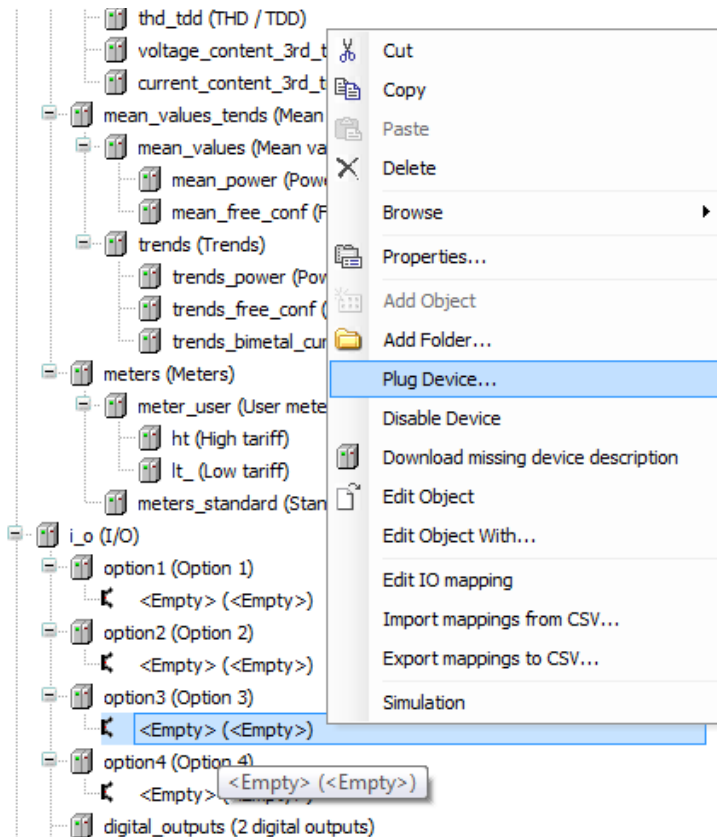 thd_tdd (THD / TDD)
voltage_content_3rd_t
current_content_3rd_t
mean_values_tends (Mean
mean_values (Mean va
mean_power (Pow
mean_free_conf (F
trends (Trends)
trends_power (Pow
trends_free_conf (
trends_bimetal_cur
meters (Meters)
meter_user (User mete
ht (High tariff)
lt_ (Low tariff)
meters_standard (Stan
i_o (I/O)
option1 (Option 1)
<Empty> (<Empty>)
option2 (Option 2)
<Empty> (<Empty>)
option3 (Option 3)
<Empty> (<Empty>)
option4 (Option 4)
<Empty>
<Empty> (<Empty>)
digital_outputs (2 digital outputs)
Cut
Copy
Paste
Delete
Browse
Properties...
Add Object
Add Folder...
Plug Device...
Disable Device
Download missing device description
Edit Object
Edit Object With...
Edit IO mapping
Import mappings from CSV...
Export mappings to CSV...
Simulation